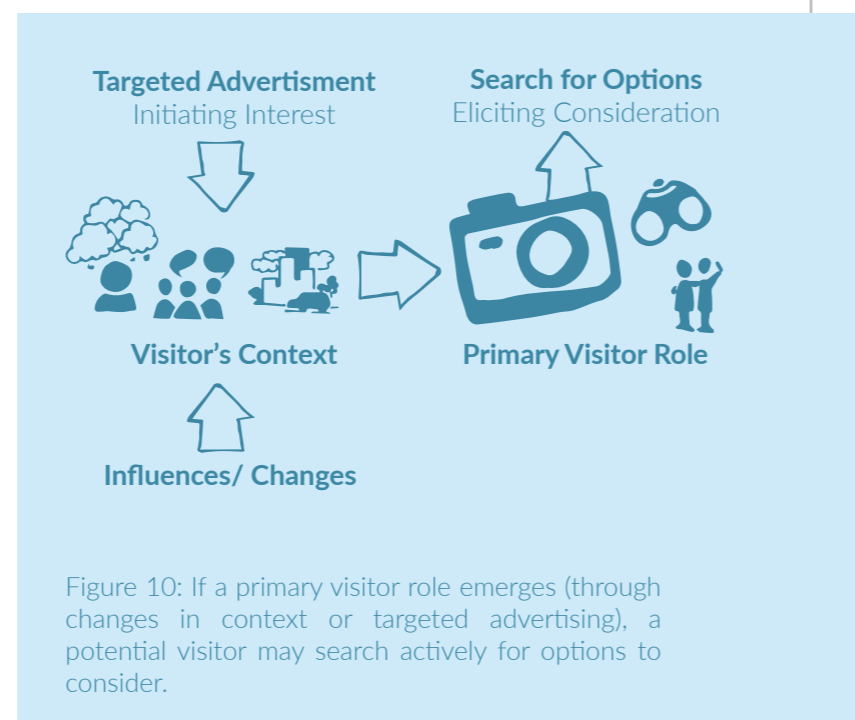 Targeted Advertisment
Initiating Interest
Search for Options
Eliciting Consideration
Visitor's Context
Primary Visitor Role
Influences/ Changes
Figure 10: If a primary visitor role emerges (through
changes in context or targeted advertising), a
potential visitor may search actively for options to
consider.